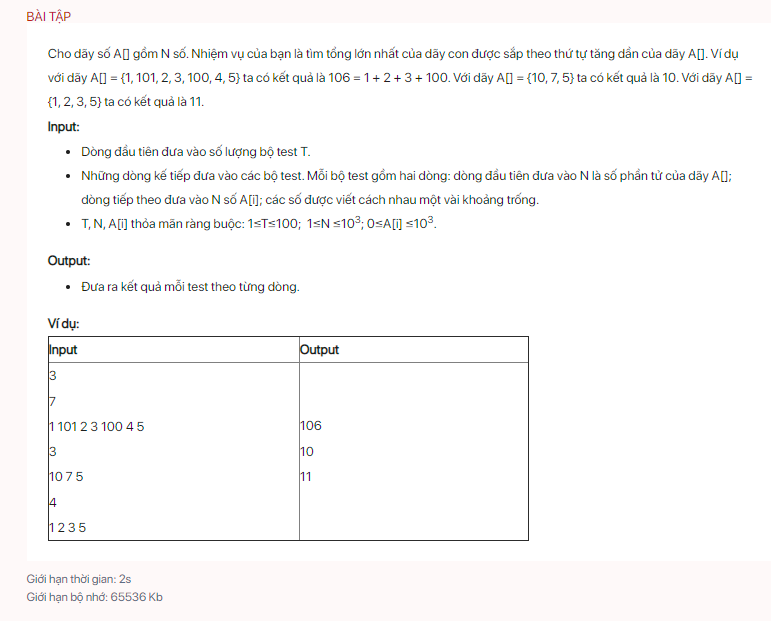 BÀI TẬP
Cho dãy số A[] gồm N số. Nhiệm vụ của bạn là tìm tổng lớn nhất của dãy con được sắp theo thứ tự tăng dần của dãy A[]. Ví dụ
với dãy A[] = {1, 101, 2, 3, 100, 4, 5} ta có kết quả là 106 = 1 + 2 + 3 + 100. Với dãy A[] = {10, 7, 5} ta có kết quả là 10. Với dãy A[] =
{1, 2, 3, 5} ta có kết quả là 11.
Input:
• Dòng đầu tiên đưa vào số lượng bộ test T.
• Những dòng kế tiếp đưa vào các bộ test. Mỗi bộ test gồm hai dòng: dòng đầu tiên đưa vào N là số phần tử của dãy A[];
dòng tiếp theo đưa vào N số A[i]; các số được viết cách nhau một vài khoảng trống.
• T, N, A[i] thỏa mãn ràng buộc: 1≤T≤100; 1≤N ≤10³; 0≤A[i] ≤10³.
Output:
• Đưa ra kết quả mỗi test theo từng dòng.
Ví dụ:
Input Output
3
7
1 101 2 3 100 4 5 106
3 10
10 7 5 11
4
1 2 3 5
Giới hạn thời gian: 2s
Giới hạn bộ nhớ: 65536 Kb